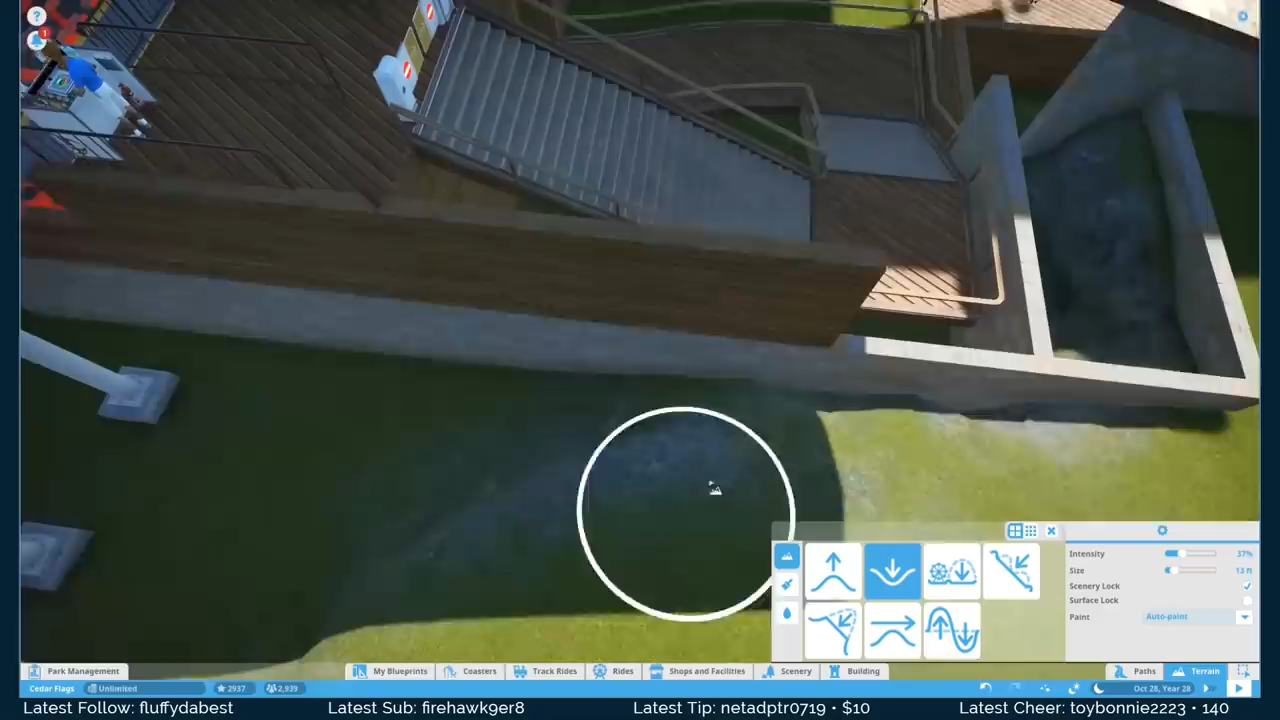 ?
1
Intensity 37%
Size 13 ft
Scenery Lock
Surface Lock
Paint Auto-paint
Park Management My Blueprints Coasters Track Rides Rides Shops and Facilities Scenery Building Paths Terrain
Cedar Flags Unlimited 2937 2,939 Oct 28, Year 28
Latest Follow: fluffydabest Latest Sub: firehawk9er8 Latest Tip: netadptr0719 • $10 Latest Cheer: toybonnie2223 • 140